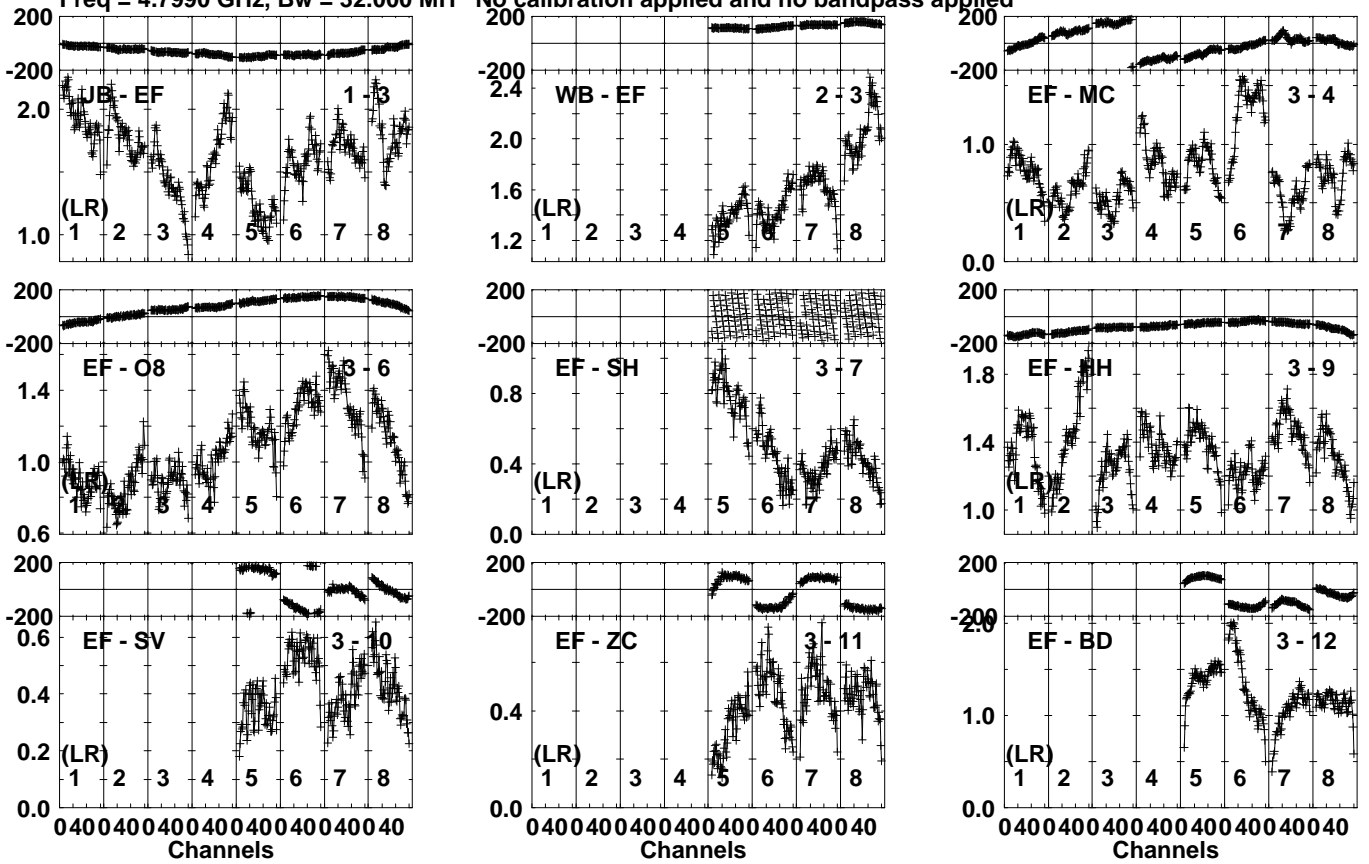 Freq = 4.7990 GHz, Bw = 32.000 MH No calibration applied and no bandpass applied
200
-200
JB - EF 1 - 3
2.0
1.0
(LR)
1 2 3 4 5 6 7 8
200
-200
WB - EF 2 - 3
2.4
2.0
1.6
1.2
(LR)
1 2 3 4 5 6 7 8
200
-200
EF - MC 3 - 4
1.0
0.0
(LR)
1 2 3 4 5 6 7 8
200
-200
EF - O8 3 - 6
1.4
1.0
0.6
(LR)
1 2 3 4 5 6 7 8
200
-200
EF - SH 3 - 7
0.8
0.4
0.0
(LR)
1 2 3 4 5 6 7 8
200
-200
EF - HH 3 - 9
1.8
1.4
1.0
(LR)
1 2 3 4 5 6 7 8
200
-200
EF - SV 3 - 10
0.6
0.4
0.2
0.0
(LR)
1 2 3 4 5 6 7 8
0 40 0 40 0 40 0 40 0 40 0 40 0 40 0 40
Channels
200
-200
EF - ZC 3 - 11
0.4
0.0
(LR)
1 2 3 4 5 6 7 8
0 40 0 40 0 40 0 40 0 40 0 40 0 40 0 40
Channels
200
-200
EF - BD 3 - 12
2.0
1.0
0.0
(LR)
1 2 3 4 5 6 7 8
0 40 0 40 0 40 0 40 0 40 0 40 0 40 0 40
Channels